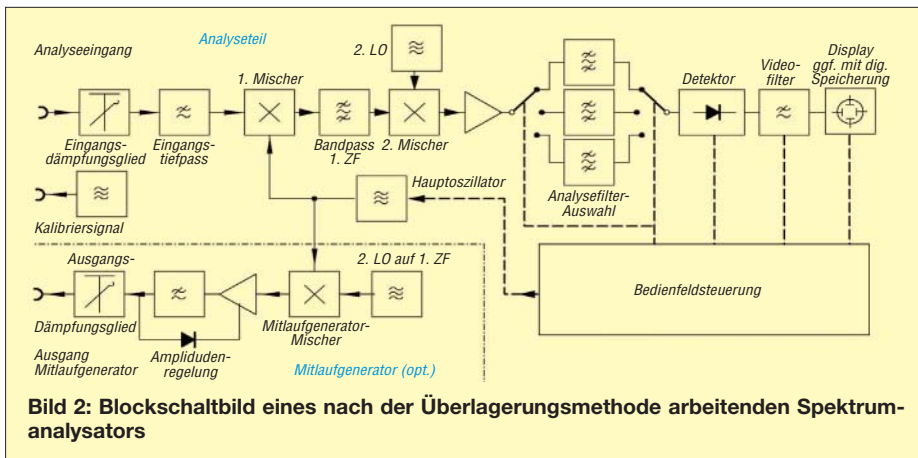 Analyseeingang
Analyseteil
2. LO
Display
ggf. mit dig.
Speicherung
1. Mischer
Detektor
Video-
filter
Eingangs-
dämpfungsglied
Eingangs-
tiefpass
Bandpass
1. ZF
2. Mischer
Analysefilter-
Auswahl
Hauptoszillator
Kalibriersignal
Ausgangs-
Dämpfungsglied
2. LO auf 1. ZF
Mitlaufgenerator-
Mischer
Bedienfeldsteuerung
Ausgang
Mitlaufgenerator
Ampliduden-
regelung
Mitlaufgenerator (opt.)
Bild 2: Blockschaltbild eines nach der Überlagerungsmethode arbeitenden Spektrum-
analysators